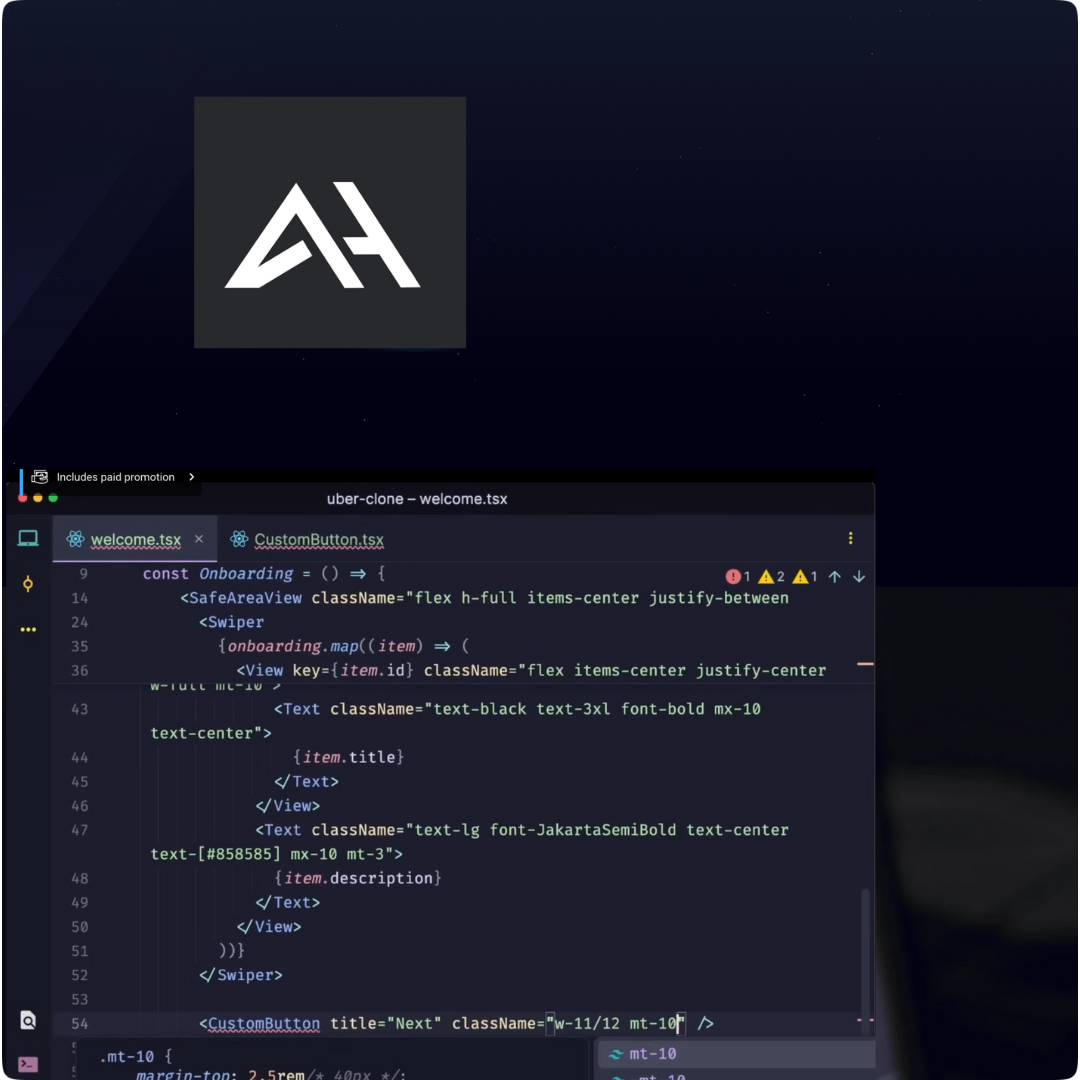 AH
Includes paid promotion
uber-clone – welcome.tsx
welcome.tsx × CustomButton.tsx
9 const Onboarding = () ⇒ {
1 2 1
14 <SafeAreaView className="flex h-full items-center justify-between
24 <Swiper
35 {onboarding.map((item) ⇒ (
36 <View key={item.id} className="flex items-center justify-center
w-full mt-10">
43 <Text className="text-black text-3xl font-bold mx-10
text-center">
44 {item.title}
45 </Text>
46 </View>
47 <Text className="text-lg font-JakartaSemiBold text-center
text-[#858585] mx-10 mt-3">
48 {item.description}
49 </Text>
50 </View>
51 ))}
52 </Swiper>
53
54 <CustomButton title="Next" className="w-11/12 mt-10" />
.mt-10 {
mt-10
margin-top: 2.5rem/* 40px */;
-mt-10